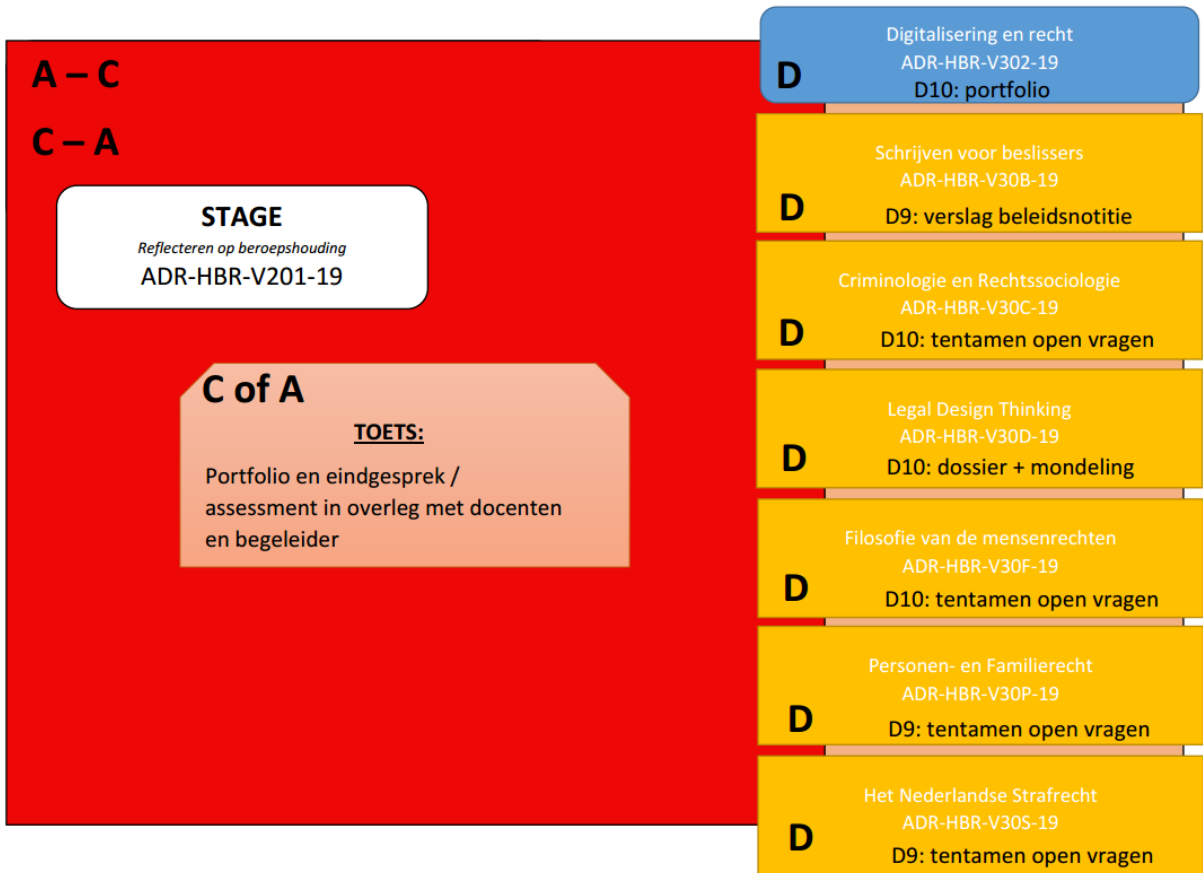 A – C
C – A
STAGE
Reflecteren op beroepshouding
ADR-HBR-V201-19
C of A
TOETS:
Portfolio en eindgesprek /
assessment in overleg met docenten
en begeleider
Digitalisering en recht
ADR-HBR-V302-19
D
D10: portfolio
Schrijven voor beslissers
ADR-HBR-V30B-19
D
D9: verslag beleidsnotitie
Criminologie en Rechtssociologie
ADR-HBR-V30C-19
D
D10: tentamen open vragen
Legal Design Thinking
ADR-HBR-V30D-19
D
D10: dossier + mondeling
Filosofie van de mensenrechten
ADR-HBR-V30F-19
D
D10: tentamen open vragen
Personen- en Familierecht
ADR-HBR-V30P-19
D
D9: tentamen open vragen
Het Nederlandse Strafrecht
ADR-HBR-V30S-19
D
D9: tentamen open vragen